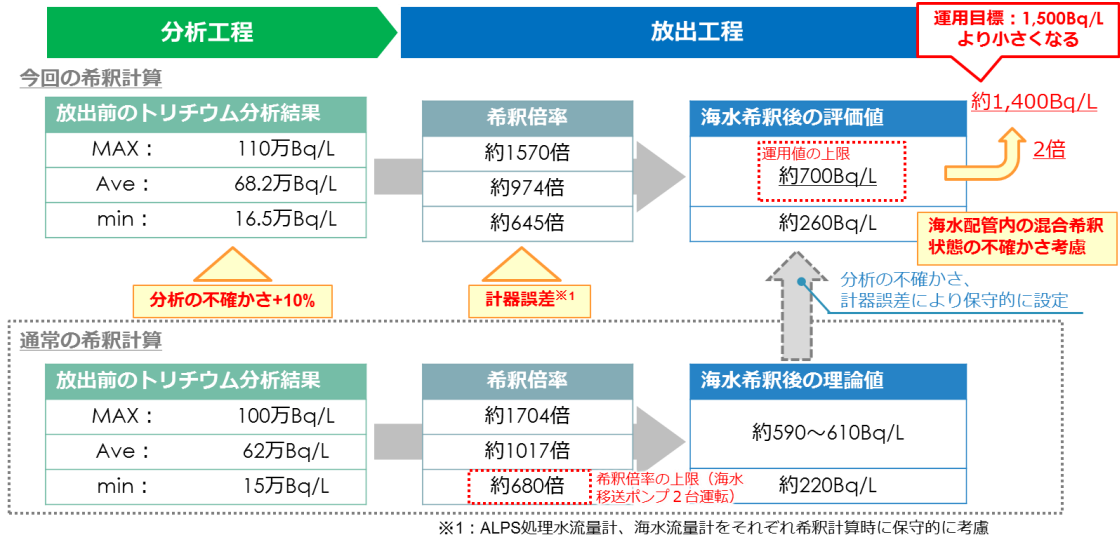 分析工程
放出工程
運用目標：1,500Bq/L
より小さくなる
今回の希釈計算
放出前のトリチウム分析結果
MAX： 110万Bq/L
Ave： 68.2万Bq/L
min： 16.5万Bq/L
希釈倍率
約1570倍
約974倍
約645倍
海水希釈後の評価値
運用値の上限
約700Bq/L
約260Bq/L
約1,400Bq/L
2倍
海水配管内の混合希釈
状態の不確かさ考慮
分析の不確かさ+10%
計器誤差※1
分析の不確かさ、
計器誤差により保守的に設定
通常の希釈計算
放出前のトリチウム分析結果
MAX： 100万Bq/L
Ave： 62万Bq/L
min： 15万Bq/L
希釈倍率
約1704倍
約1017倍
約680倍
希釈倍率の上限（海水
移送ポンプ２台運転）
海水希釈後の理論値
約590～610Bq/L
約220Bq/L
※1：ALPS処理水流量計、海水流量計をそれぞれ希釈計算時に保守的に考慮